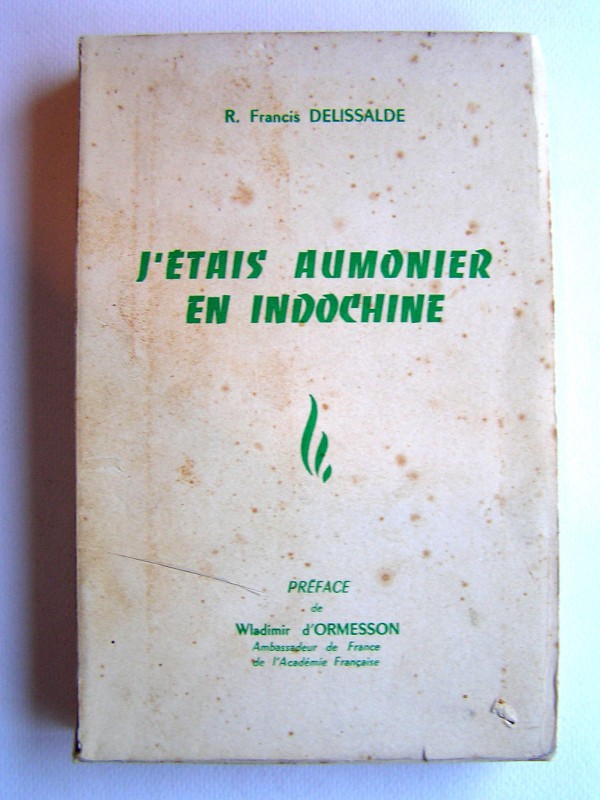 R. Francis DELISSALDE
J'ÉTAIS AUMONIER
EN INDOCHINE
PRÉFACE
de
Wladimir d'ORMESSON
Ambassadeur de France
de l'Académie Française